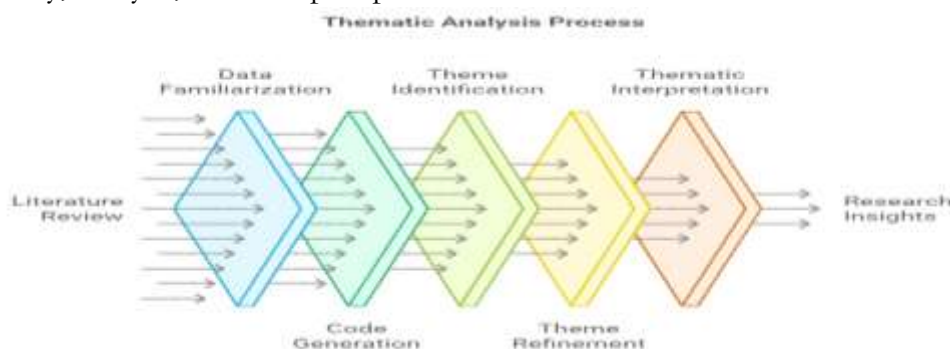 Thematic Analysis Process
Data
Familiarization
Theme
Identification
Thematic
Interpretation
Literature
Review
Research
Insights
Code
Generation
Theme
Refinement